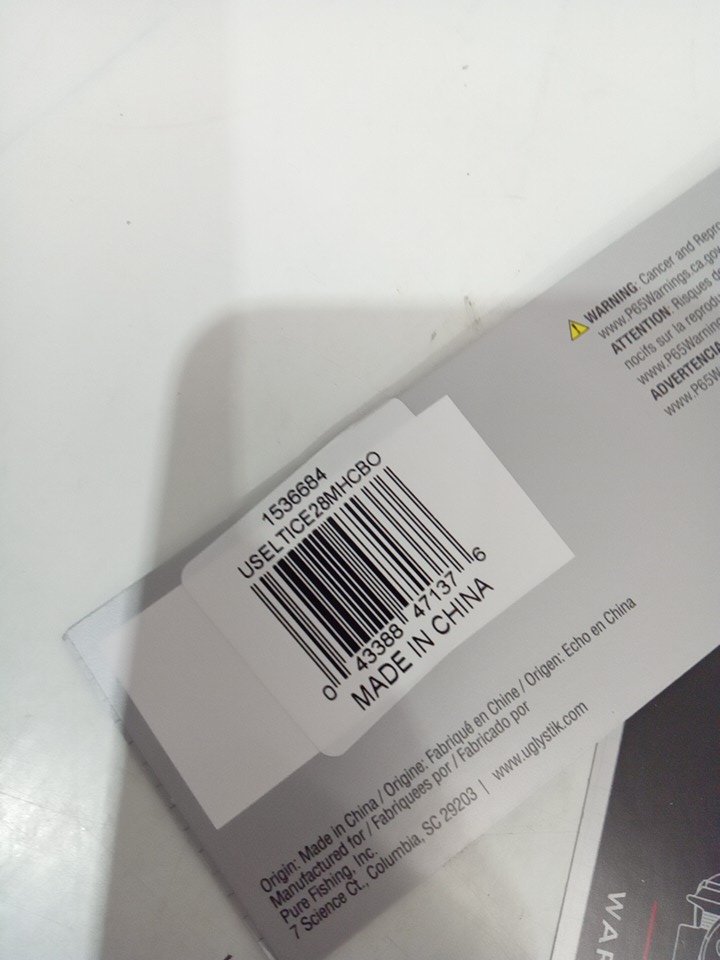 WARNING: Cancer and Repr
www.P65Warnings.ca.gov
ATTENTION: Risques de
nocifs sur la reprod
www.P65Warning
ADVERTENCIA
www.P65W
1536684
USELTICE28MHCBO
0 43388 47137 6
MADE IN CHINA
Origin: Made in China / Origine: Fabriqué en Chine / Origen: Echo en China
Manufactured for / Fabriquees por / Fabricado por
Pure Fishing, Inc.
7 Science Ct., Columbia, SC 29203 | www.uglystik.com
WAR